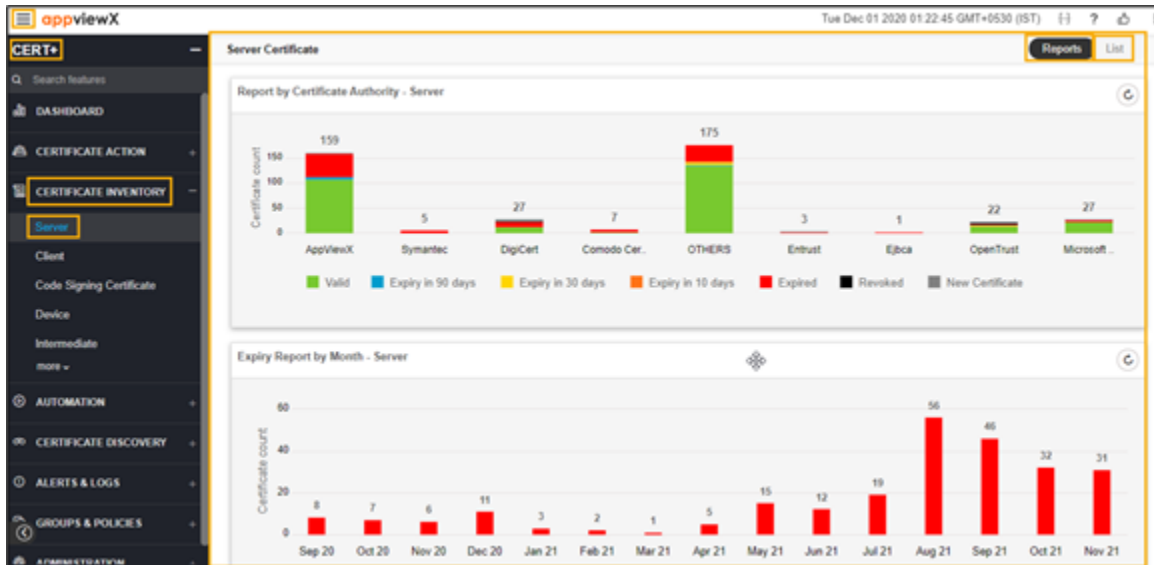 appviewX
Tue Dec 01 2020 01:22:45 GMT+0530 (IST)
?
CERT+
Search features
DASHBOARD
CERTIFICATE ACTION +
CERTIFICATE INVENTORY -
Server
Client
Code Signing Certificate
Device
Intermediate
more
AUTOMATION +
CERTIFICATE DISCOVERY +
ALERTS & LOGS +
GROUPS & POLICIES +
ADMINISTRATION
Server Certificate
Reports List
Report by Certificate Authority - Server
Certificate count
150
100
50
0
159 5 27 7 175 3 1 22 27
AppViewX Symantec DigiCert Comodo Cer.. OTHERS Entrust Ejbca OpenTrust Microsoft ..
Valid Expiry in 90 days Expiry in 30 days Expiry in 10 days Expired Revoked New Certificate
Expiry Report by Month - Server
Certificate count
60
40
20
0
8 7 6 11 3 2 1 5 15 12 19 56 46 32 31
Sep 20 Oct 20 Nov 20 Dec 20 Jan 21 Feb 21 Mar 21 Apr 21 May 21 Jun 21 Jul 21 Aug 21 Sep 21 Oct 21 Nov 21